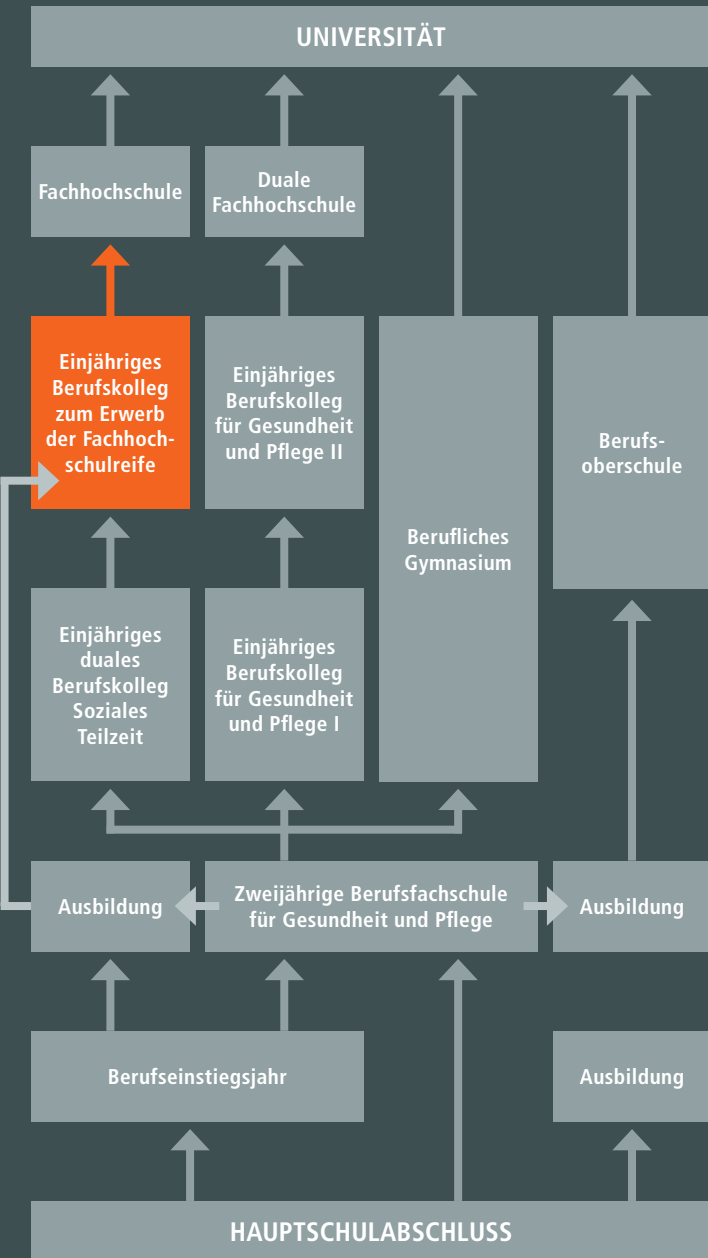 UNIVERSITÄT
Fachhochschule
Duale
Fachhochschule
Einjähriges
Berufskolleg
zum Erwerb
der Fachhoch-
schulreife
Einjähriges
Berufskolleg
für Gesundheit
und Pflege II
Berufliches
Gymnasium
Berufs-
oberschule
Einjähriges
duales
Berufskolleg
Soziales
Teilzeit
Einjähriges
Berufskolleg
für Gesundheit
und Pflege I
Ausbildung
Zweijährige Berufsfachschule
für Gesundheit und Pflege
Ausbildung
Berufseinstiegsjahr
Ausbildung
HAUPTSCHULABSCHLUSS